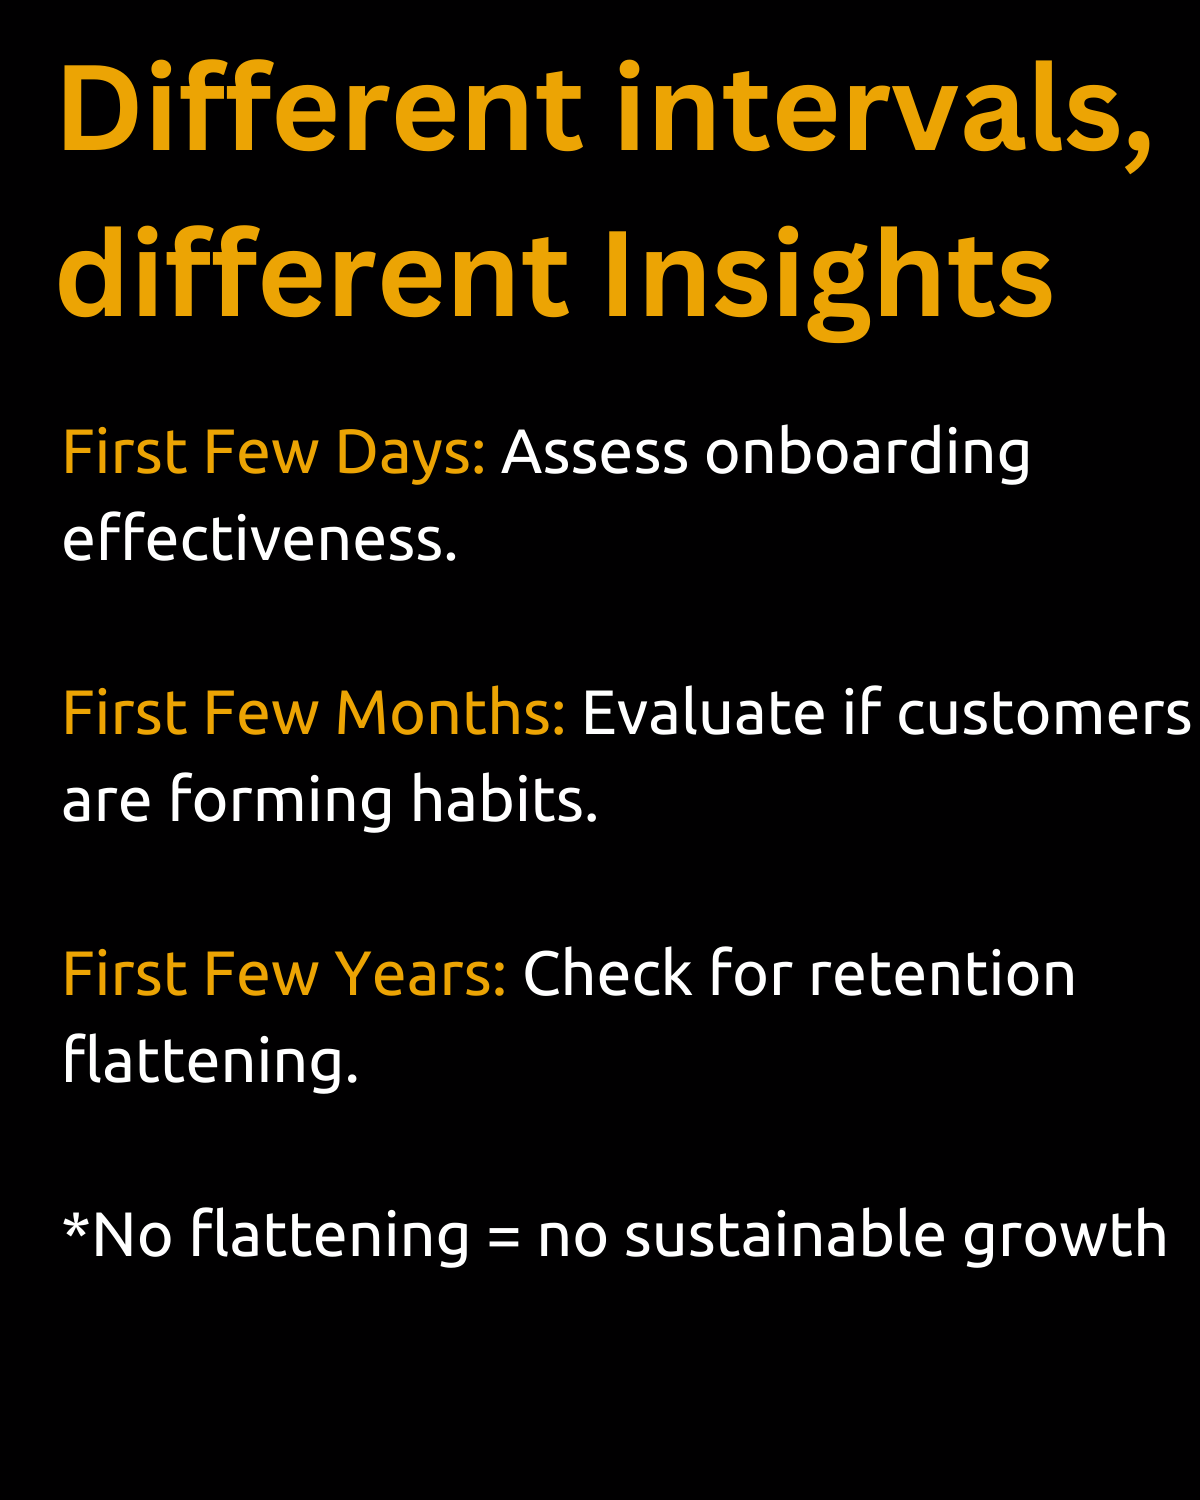 Different intervals,
different Insights
First Few Days: Assess onboarding
effectiveness.
First Few Months: Evaluate if customers
are forming habits.
First Few Years: Check for retention
flattening.
*No flattening = no sustainable growth